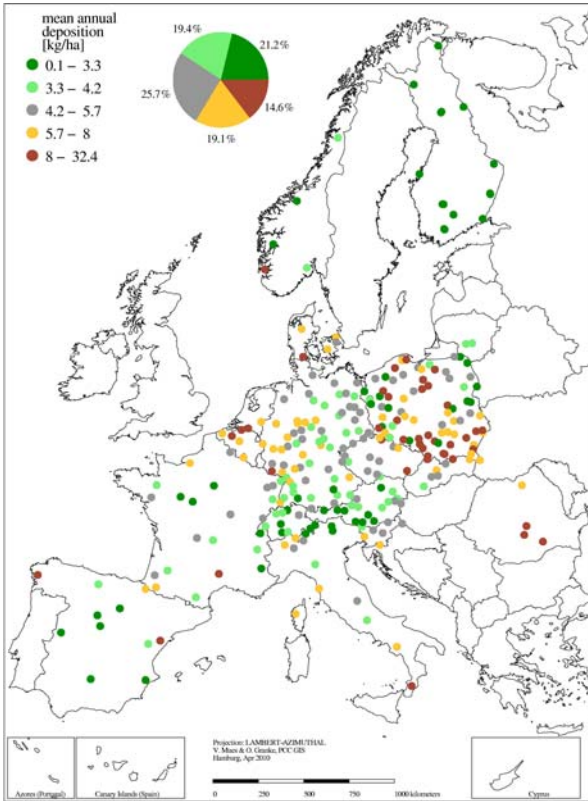 mean annual
deposition
[kg/ha]
0.1 – 3.3
3.3 – 4.2
4.2 – 5.7
5.7 – 8
8 – 32.4
19.4%
21.2%
25.7%
14.6%
19.1%
Projection: LAMBERT-AZIMUTHAL
V. Mues & O. Granke, PCC GIS
Hamburg, Apr 2010
0 250 500 750 1000 kilometers
Azores (Portugal)
Canary Islands (Spain)
Cyprus